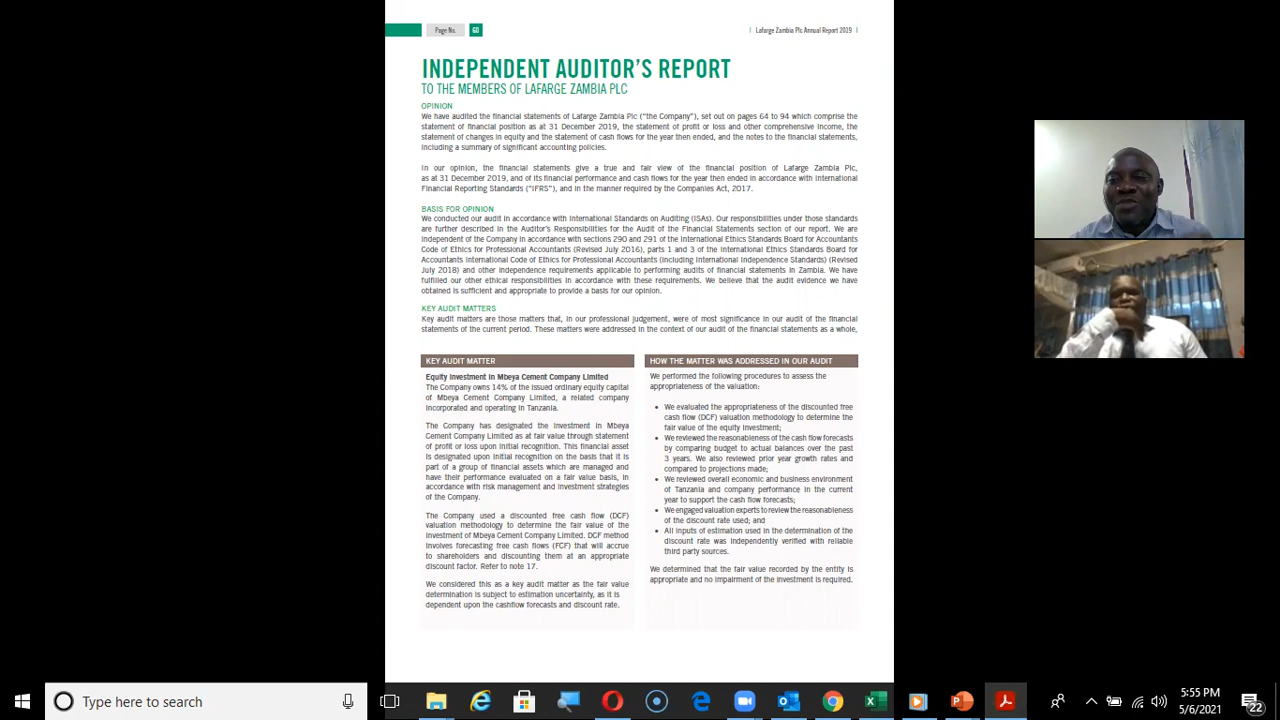 Page No. 60
| Lafarge Zambia Plc Annual Report 2019 |
INDEPENDENT AUDITOR'S REPORT
TO THE MEMBERS OF LAFARGE ZAMBIA PLC
OPINION
We have audited the financial statements of Lafarge Zambia Plc ("the Company"), set out on pages 64 to 94 which comprise the
statement of financial position as at 31 December 2019, the statement of profit or loss and other comprehensive income, the
statement of changes in equity and the statement of cash flows for the year then ended, and the notes to the financial statements,
including a summary of significant accounting policies.
In our opinion, the financial statements give a true and fair view of the financial position of Lafarge Zambia Plc,
as at 31 December 2019, and of its financial performance and cash flows for the year then ended in accordance with International
Financial Reporting Standards ("IFRS"), and in the manner required by the Companies Act, 2017.
BASIS FOR OPINION
We conducted our audit in accordance with International Standards on Auditing (ISAs). Our responsibilities under those standards
are further described in the Auditor's Responsibilities for the Audit of the Financial Statements section of our report. We are
independent of the Company in accordance with sections 290 and 291 of the International Ethics Standards Board for Accountants
Code of Ethics for Professional Accountants (Revised July 2016), parts 1 and 3 of the International Ethics Standards Board for
Accountants International Code of Ethics for Professional Accountants (including International Independence Standards) (Revised
July 2018) and other independence requirements applicable to performing audits of financial statements in Zambia. We have
fulfilled our other ethical responsibilities in accordance with these requirements. We believe that the audit evidence we have
obtained is sufficient and appropriate to provide a basis for our opinion.
KEY AUDIT MATTERS
Key audit matters are those matters that, in our professional judgement, were of most significance in our audit of the financial
statements of the current period. These matters were addressed in the context of our audit of the financial statements as a whole,
KEY AUDIT MATTER
Equity Investment in Mbeya Cement Company Limited
The Company owns 14% of the issued ordinary equity capital
of Mbeya Cement Company Limited, a related company
incorporated and operating in Tanzania.
The Company has designated the investment in Mbeya
Cement Company Limited as at fair value through statement
of profit or loss upon initial recognition. This financial asset
is designated upon initial recognition on the basis that it is
part of a group of financial assets which are managed and
have their performance evaluated on a fair value basis, in
accordance with risk management and investment strategies
of the Company.
The Company used a discounted free cash flow (DCF)
valuation methodology to determine the fair value of the
investment of Mbeya Cement Company Limited. DCF method
involves forecasting free cash flows (FCF) that will accrue
to shareholders and discounting them at an appropriate
discount factor. Refer to note 17.
We considered this as a key audit matter as the fair value
determination is subject to estimation uncertainty, as it is
dependent upon the cashflow forecasts and discount rate.
HOW THE MATTER WAS ADDRESSED IN OUR AUDIT
We performed the following procedures to assess the
appropriateness of the valuation:
• We evaluated the appropriateness of the discounted free
cash flow (DCF) valuation methodology to determine the
fair value of the equity investment;
• We reviewed the reasonableness of the cash flow forecasts
by comparing budget to actual balances over the past
3 years. We also reviewed prior year growth rates and
compared to projections made;
• We reviewed overall economic and business environment
of Tanzania and company performance in the current
year to support the cash flow forecasts;
• We engaged valuation experts to review the reasonableness
of the discount rate used; and
• All inputs of estimation used in the determination of the
discount rate was independently verified with reliable
third party sources.
We determined that the fair value recorded by the entity is
appropriate and no impairment of the investment is required.
Type here to search
5:55 PM
5/6/2021
22